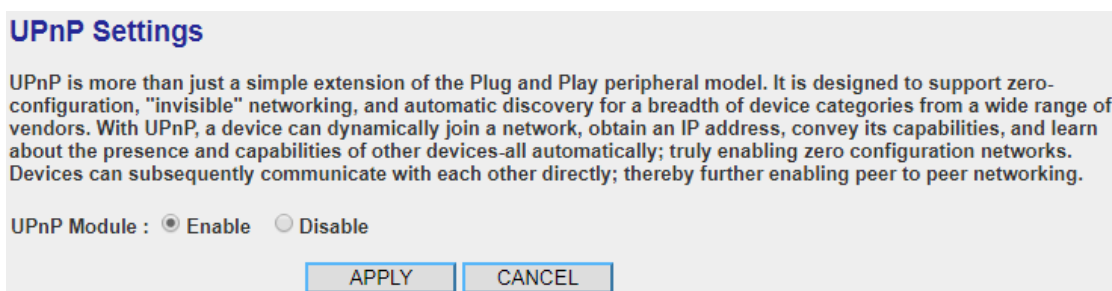 UPnP Settings
UPnP is more than just a simple extension of the Plug and Play peripheral model. It is designed to support zero-
configuration, "invisible" networking, and automatic discovery for a breadth of device categories from a wide range of
vendors. With UPnP, a device can dynamically join a network, obtain an IP address, convey its capabilities, and learn
about the presence and capabilities of other devices-all automatically; truly enabling zero configuration networks.
Devices can subsequently communicate with each other directly; thereby further enabling peer to peer networking.
UPnP Module : Enable Disable
APPLY CANCEL